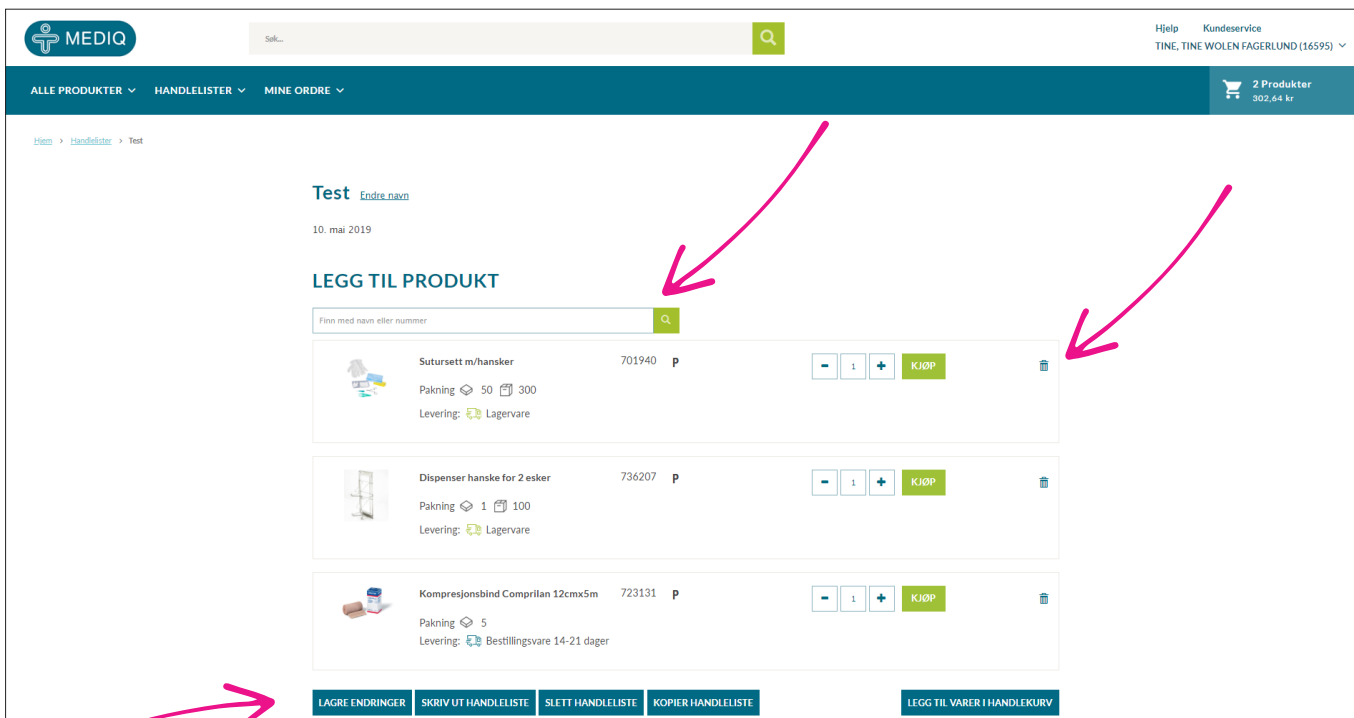 MEDIQ
Søk...
Hjelp Kundeservice
TINE, TINE WOLEN FAGERLUND (16595)
ALLE PRODUKTER HANDLELISTER MINE ORDRE
2 Produkter
302,64 kr
Hjem > Handlelister > Test
Test Endre navn
10. mai 2019
LEGG TIL PRODUKT
Finn med navn eller nummer
Sutursett m/hansker 701940 P
- 1 + KJØP
Pakning 50 300
Levering: Lagervare
Dispenser hanske for 2 esker 736207 P
- 1 + KJØP
Pakning 1 100
Levering: Lagervare
Kompresjonsbind Comprilan 12cmx5m 723131 P
- 1 + KJØP
Pakning 5
Levering: Bestillingsvare 14-21 dager
LAGRE ENDRINGER SKRIV UT HANDLELISTE SLETT HANDLELISTE KOPIER HANDLELISTE LEGG TIL VARER I HANDLEKURV